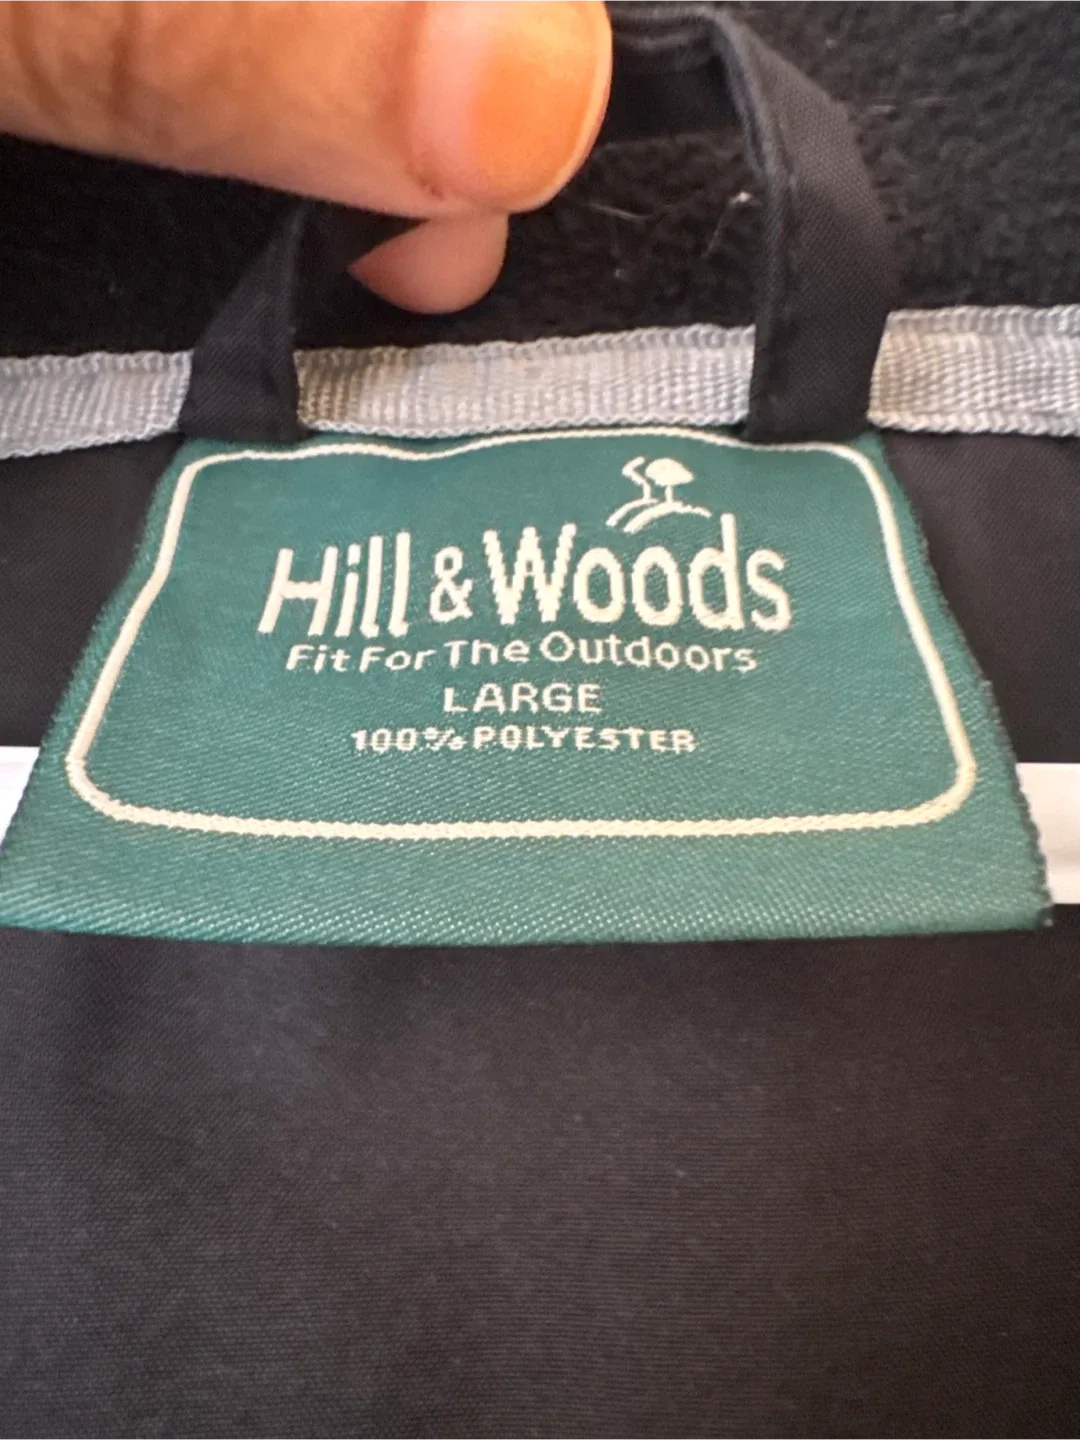 Hill & Woods
Fit For The Outdoors
LARGE
100% POLYESTER